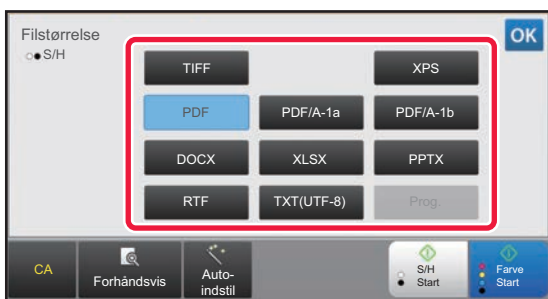 Filstørrelse
S/H
OK
TIFF
XPS
PDF
PDF/A-1a
PDF/A-1b
DOCX
XLSX
PPTX
RTF
TXT(UTF-8)
Prog.
CA
Forhåndsvis
Auto-
indstil
S/H
Start
Farve
Start